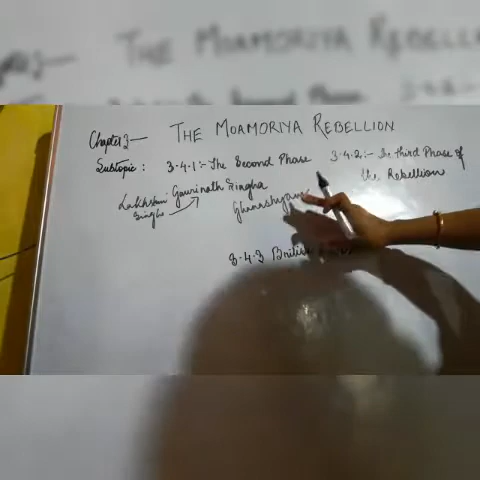 Chapter 3— THE MOAMORIYA REBELLION
Subtopic : 3.4.1:- The Second Phase 3.4.2:- The third Phase of the Rebellion
Lakshmi Singha Gaurinath Singha
Ghanashyam
3.4.3 British